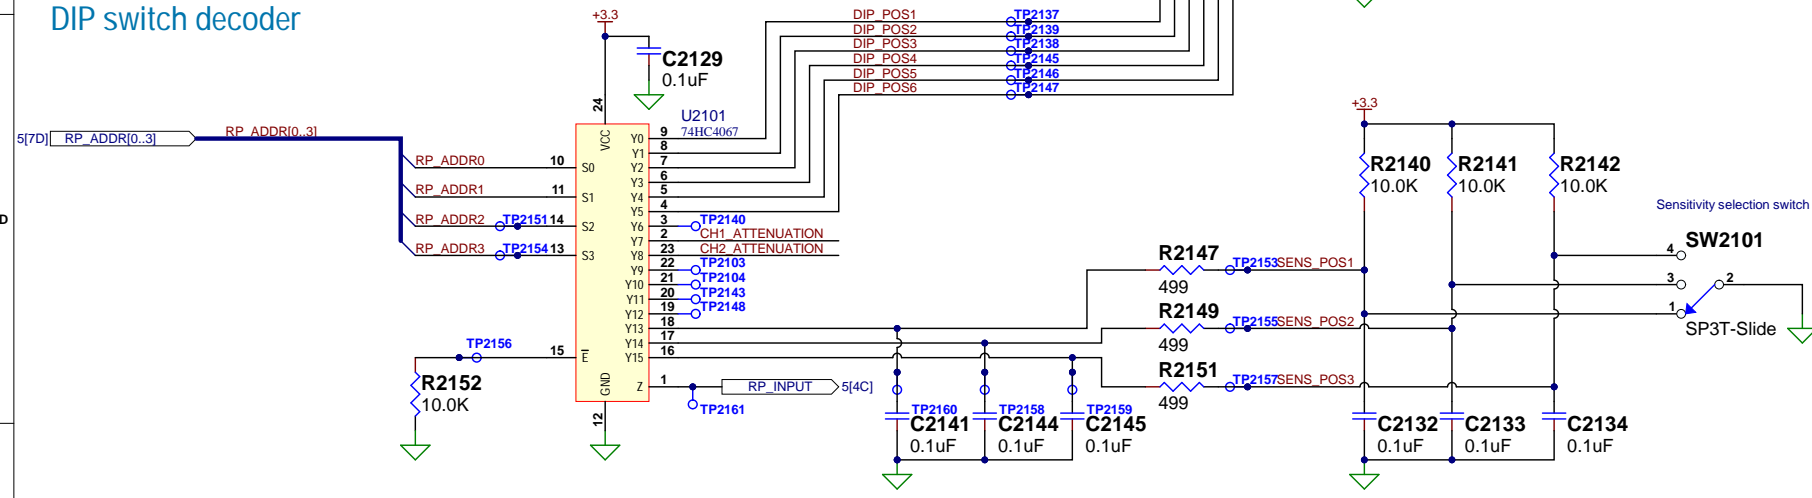 DIP switch decoder
+3.3
C2129
0.1uF
DIP_POS1 TP2137
DIP_POS2 TP2139
DIP_POS3 TP2138
DIP_POS4 TP2145
DIP_POS5 TP2146
DIP_POS6 TP2147
U2101
74HC4067
5[7D] RP_ADDR[0..3] RP_ADDR[0..3]
RP_ADDR0 10 S0
RP_ADDR1 11 S1
RP_ADDR2 TP2151 14 S2
RP_ADDR3 TP2154 13 S3
TP2156 15 E
R2152
10.0K
24
VCC
GND
12
Y0 9
Y1 8
Y2 7
Y3 6
Y4 5
Y5 4
Y6 3 TP2140
Y7 2 CH1_ATTENUATION
Y8 23 CH2_ATTENUATION
Y9 22 TP2103
Y10 21 TP2104
Y11 20 TP2143
Y12 19 TP2148
Y13 18
Y14 17
Y15 16
Z 1 RP_INPUT 5[4C]
TP2161
TP2160
C2141
0.1uF
TP2158
C2144
0.1uF
TP2159
C2145
0.1uF
R2147
499
TP2153 SENS_POS1
R2149
499
TP2155 SENS_POS2
R2151
499
TP2157 SENS_POS3
+3.3
R2140
10.0K
R2141
10.0K
R2142
10.0K
C2132
0.1uF
C2133
0.1uF
C2134
0.1uF
Sensitivity selection switch
SW2101
4
3 2
1
SP3T-Slide
D